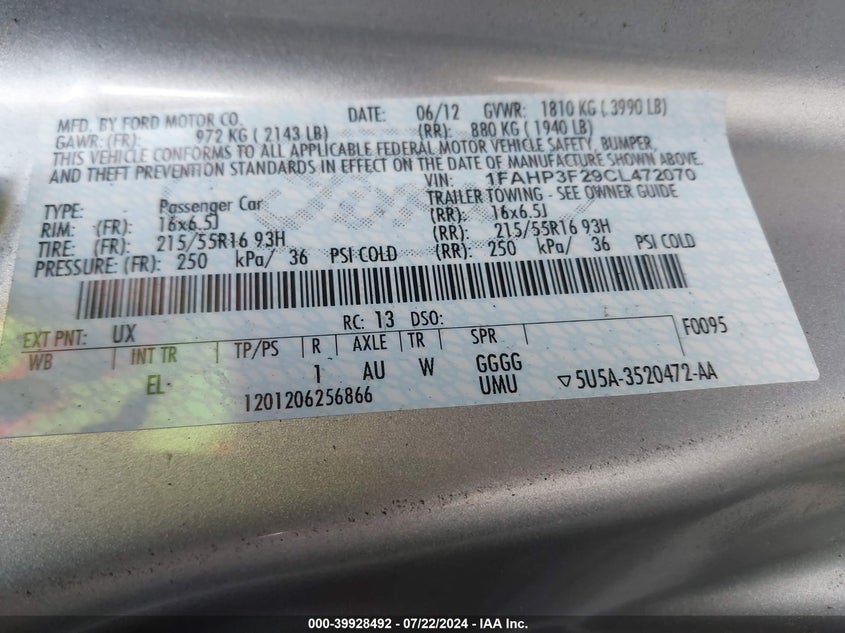 MFD. BY FORD MOTOR CO. DATE: 06/12 GVWR: 1810 KG ( 3990 LB)
GAWR: (FR): 972 KG ( 2143 LB) (RR): 880 KG ( 1940 LB)
THIS VEHICLE CONFORMS TO ALL APPLICABLE FEDERAL MOTOR VEHICLE SAFETY, BUMPER,
AND THEFT PREVENTION STANDARDS IN EFFECT ON THE DATE OF MANUFACTURE SHOWN ABOVE.
VIN: 1FAHP3F29CL472070
TYPE: Passenger Car TRAILER TOWING - SEE OWNER GUIDE
RIM: (FR): 16x6.5J (RR): 16x6.5J
TIRE: (FR): 215/55R16 93H (RR): 215/55R16 93H
PRESSURE: (FR): 250 kPa/ 36 PSI COLD (RR): 250 kPa/ 36 PSI COLD
EXT PNT: UX RC: 13 DSO: F0095
WB INT TR TP/PS R AXLE TR SPR
EL 1 AU W GGGG
1201206256866 UMU ▽5U5A-3520472-AA
000-39928492 - 07/22/2024 - IAA Inc.